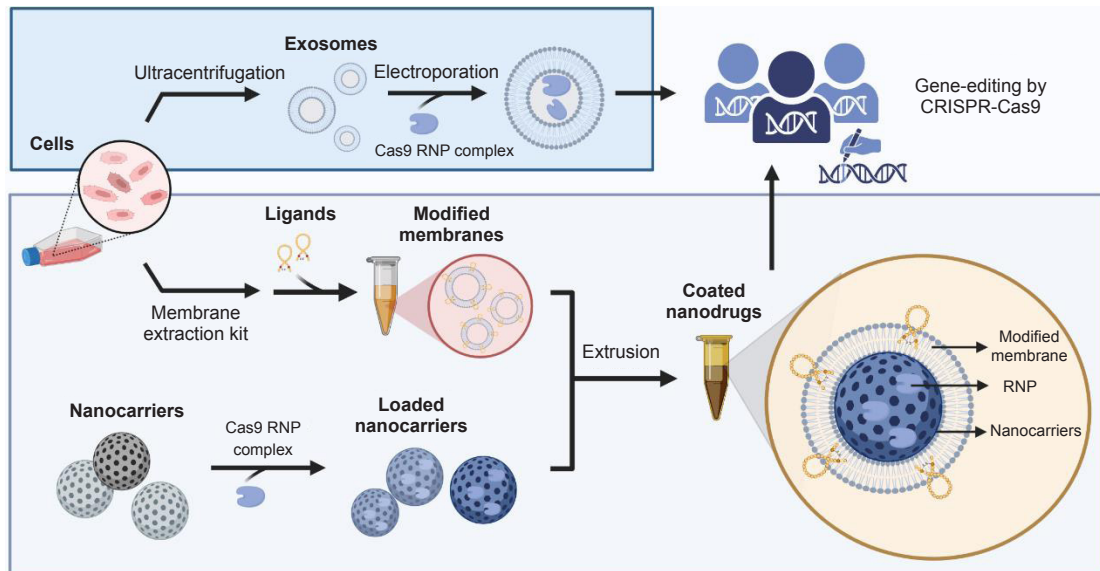 Exosomes
Ultracentrifugation
Electroporation
Cas9 RNP complex
Cells
Gene-editing by
CRISPR-Cas9
Ligands
Modified
membranes
Membrane
extraction kit
Nanocarriers
Cas9 RNP
complex
Loaded
nanocarriers
Extrusion
Coated
nanodrugs
Modified
membrane
RNP
Nanocarriers